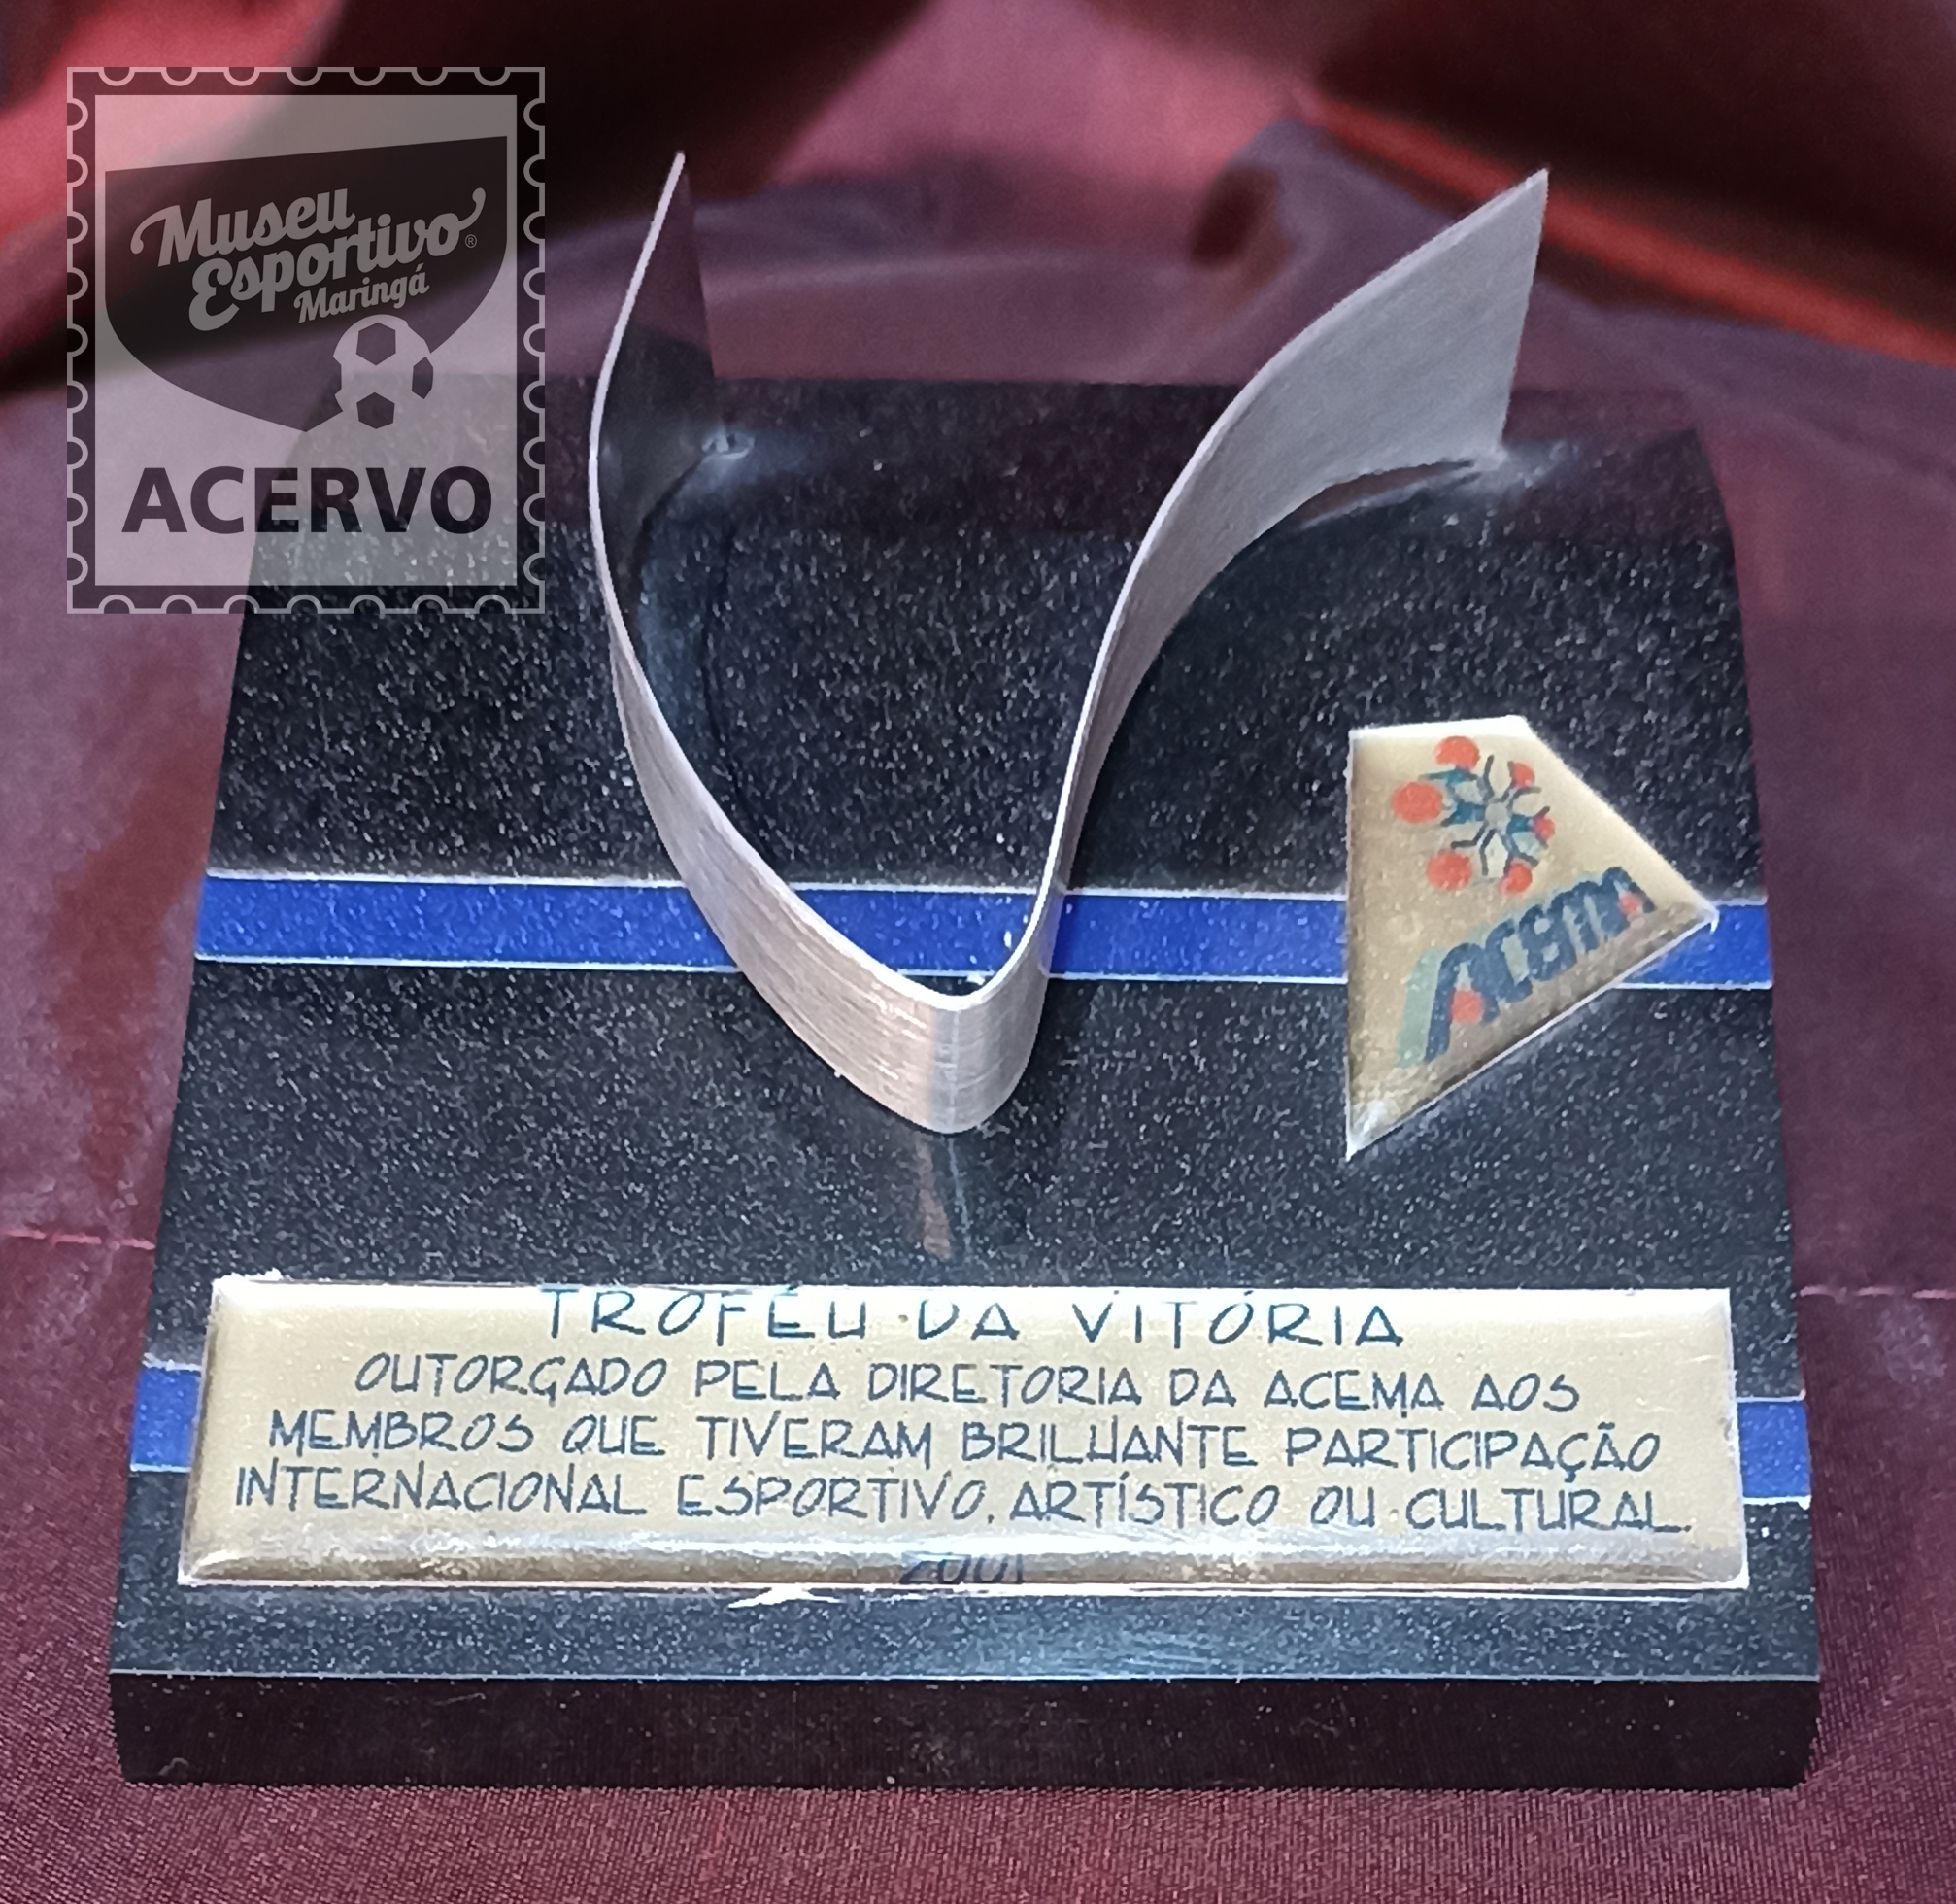 Museu
Esportivo®
Maringá
ACERVO
ACEMA
TROFÉU DA VITÓRIA
OUTORGADO PELA DIRETORIA DA ACEMA AOS
MEMBROS QUE TIVERAM BRILHANTE PARTICIPAÇÃO
INTERNACIONAL ESPORTIVO, ARTÍSTICO OU CULTURAL.
2001